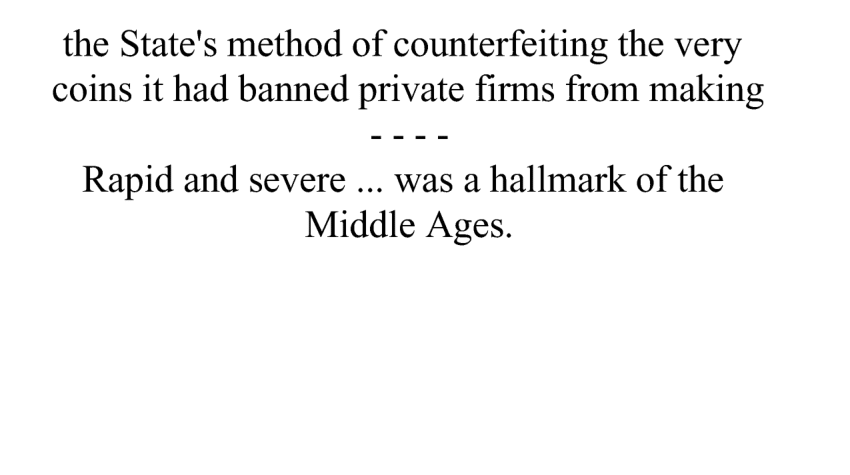 the State's method of counterfeiting the very
coins it had banned private firms from making
- - - -
Rapid and severe ... was a hallmark of the
Middle Ages.